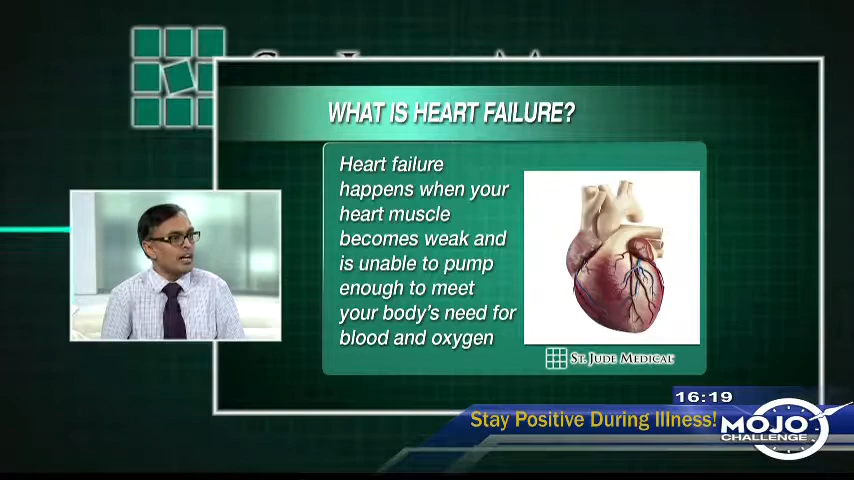 WHAT IS HEART FAILURE?
Heart failure
happens when your
heart muscle
becomes weak and
is unable to pump
enough to meet
your body's need for
blood and oxygen
ST. JUDE MEDICAL
16:19
Stay Positive During Illness!
MOJO
CHALLENGE